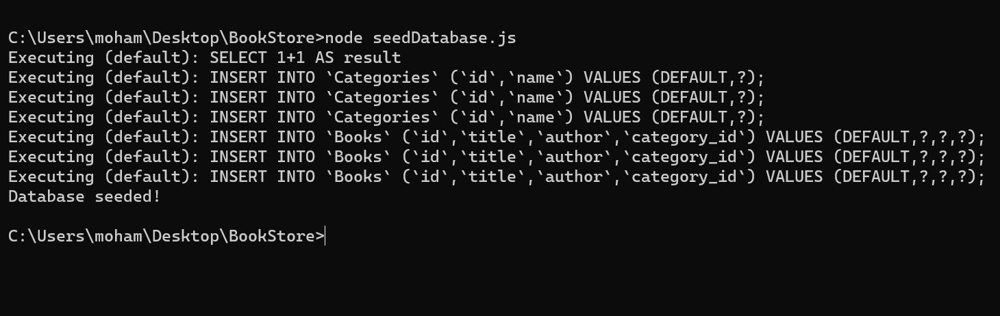 C:\Users\moham\Desktop\BookStore>node seedDatabase.js
Executing (default): SELECT 1+1 AS result
Executing (default): INSERT INTO `Categories` (`id`,`name`) VALUES (DEFAULT,?);
Executing (default): INSERT INTO `Categories` (`id`,`name`) VALUES (DEFAULT,?);
Executing (default): INSERT INTO `Categories` (`id`,`name`) VALUES (DEFAULT,?);
Executing (default): INSERT INTO `Books` (`id`,`title`,`author`,`category_id`) VALUES (DEFAULT,?,?,?);
Executing (default): INSERT INTO `Books` (`id`,`title`,`author`,`category_id`) VALUES (DEFAULT,?,?,?);
Executing (default): INSERT INTO `Books` (`id`,`title`,`author`,`category_id`) VALUES (DEFAULT,?,?,?);
Database seeded!
C:\Users\moham\Desktop\BookStore>